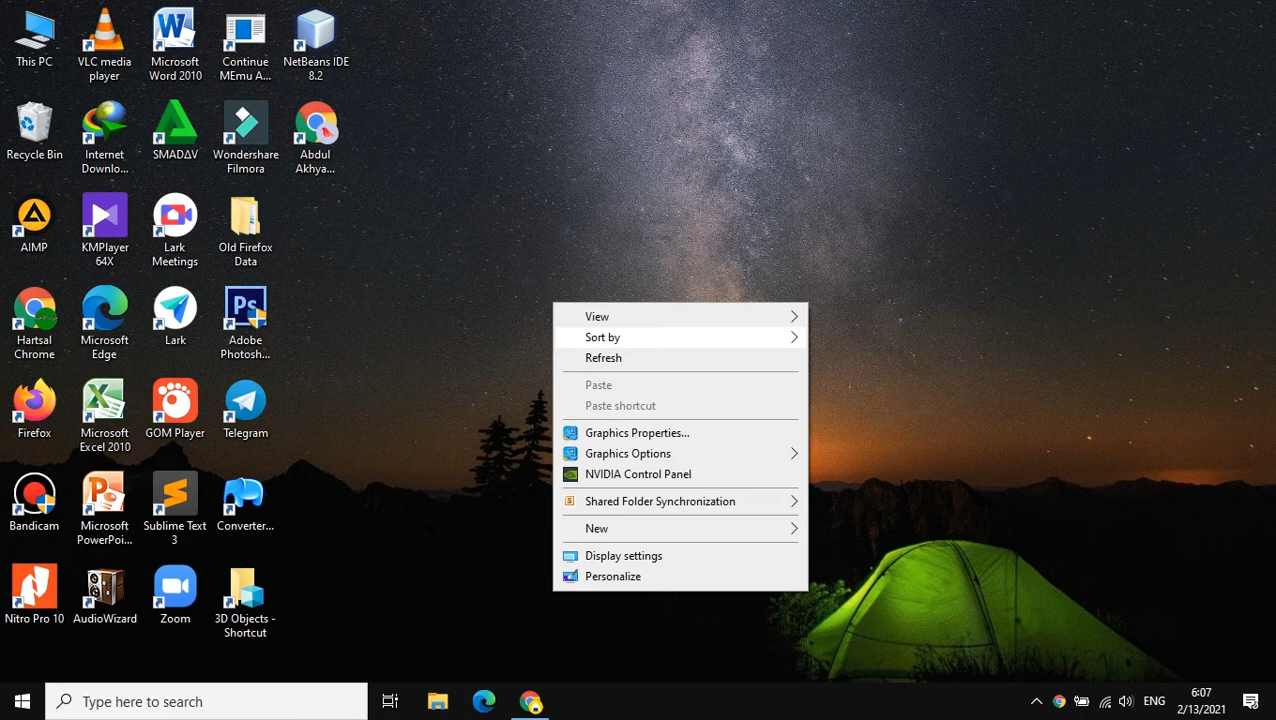 This PC
VLC media
player
Microsoft
Word 2010
Continue
MEmu A...
NetBeans IDE
8.2
Recycle Bin
Internet
Downlo...
SMADΔV
Wondershare
Filmora
Abdul
Akhya...
AIMP
KMPlayer
64X
Lark
Meetings
Old Firefox
Data
Hartsal
Chrome
Microsoft
Edge
Lark
Adobe
Photosh...
Firefox
Microsoft
Excel 2010
GOM Player
Telegram
Bandicam
Microsoft
PowerPoi...
Sublime Text
3
Converter...
Nitro Pro 10
AudioWizard
Zoom
3D Objects -
Shortcut
View
Sort by
Refresh
Paste
Paste shortcut
Graphics Properties...
Graphics Options
NVIDIA Control Panel
Shared Folder Synchronization
New
Display settings
Personalize
Type here to search
ENG
6:07
2/13/2021